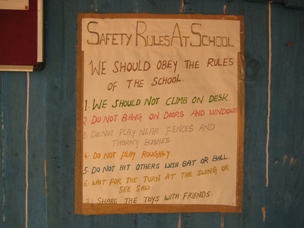 SAFETY RULES AT SCHOOL
WE SHOULD OBEY THE RULES
OF THE SCHOOL.
1. WE SHOULD NOT CLIMB ON DESK
2. DO NOT BANG ON DOORS AND WINDOWS
3. DO NOT PLAY NEAR FENCES AND
THORNY BUSHES
4. DO NOT PLAY ROUGHLY.
5. DO NOT HIT OTHERS WITH BAT OR BALL.
6. WAIT FOR THE TURN AT THE SWING OR
SEE SAW.
7. SHARE THE TOYS WITH FRIENDS